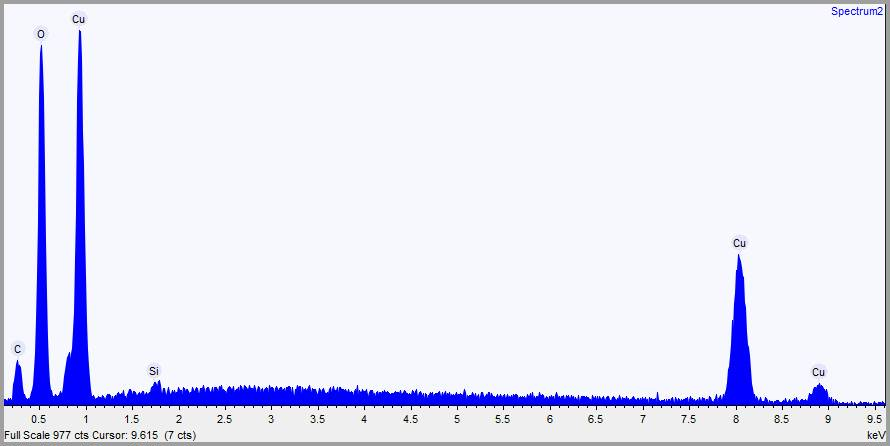 Spectrum2
Cu
O
Cu
C
Si
Cu
0.5 1 1.5 2 2.5 3 3.5 4 4.5 5 5.5 6 6.5 7 7.5 8 8.5 9 9.5
Full Scale 977 cts Cursor: 9.615 (7 cts) keV